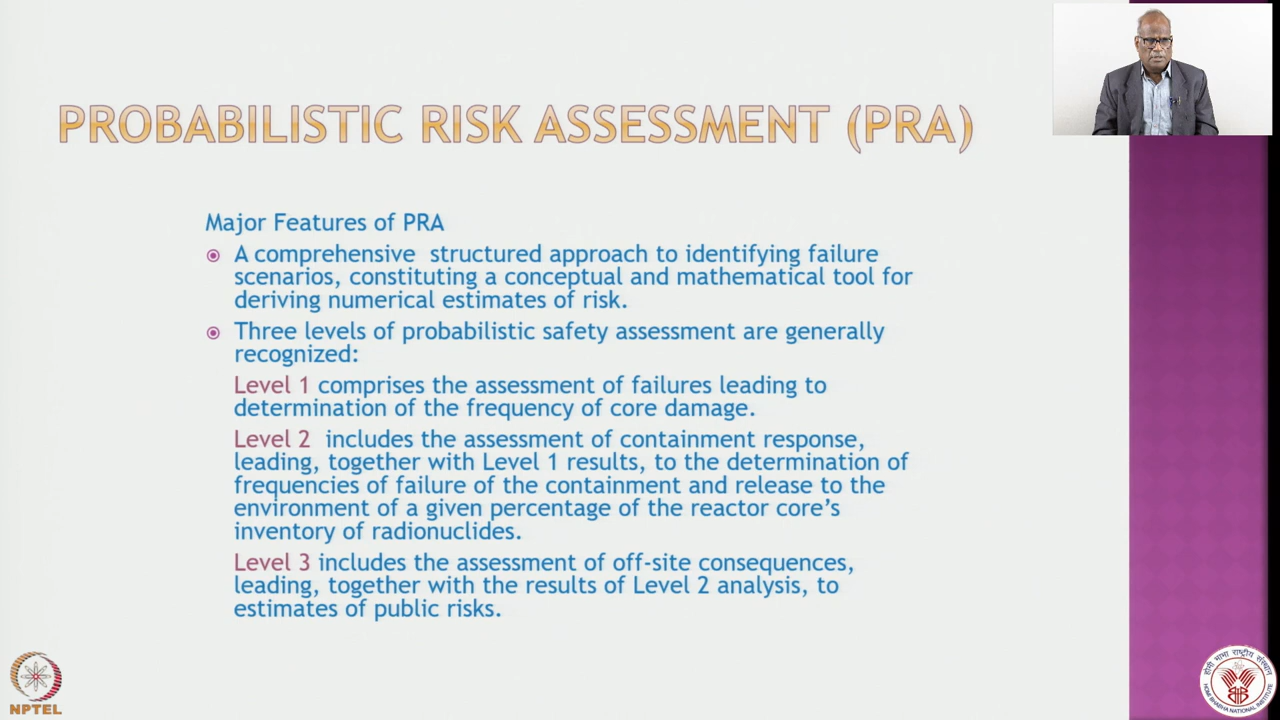 PROBABILISTIC RISK ASSESSMENT (PRA)
Major Features of PRA
A comprehensive structured approach to identifying failure
scenarios, constituting a conceptual and mathematical tool for
deriving numerical estimates of risk.
Three levels of probabilistic safety assessment are generally
recognized:
Level 1 comprises the assessment of failures leading to
determination of the frequency of core damage.
Level 2 includes the assessment of containment response,
leading, together with Level 1 results, to the determination of
frequencies of failure of the containment and release to the
environment of a given percentage of the reactor core's
inventory of radionuclides.
Level 3 includes the assessment of off-site consequences,
leading, together with the results of Level 2 analysis, to
estimates of public risks.
NPTEL
होमी भाभा राष्ट्रीय संस्थान
HOMI BHABHA NATIONAL INSTITUTE